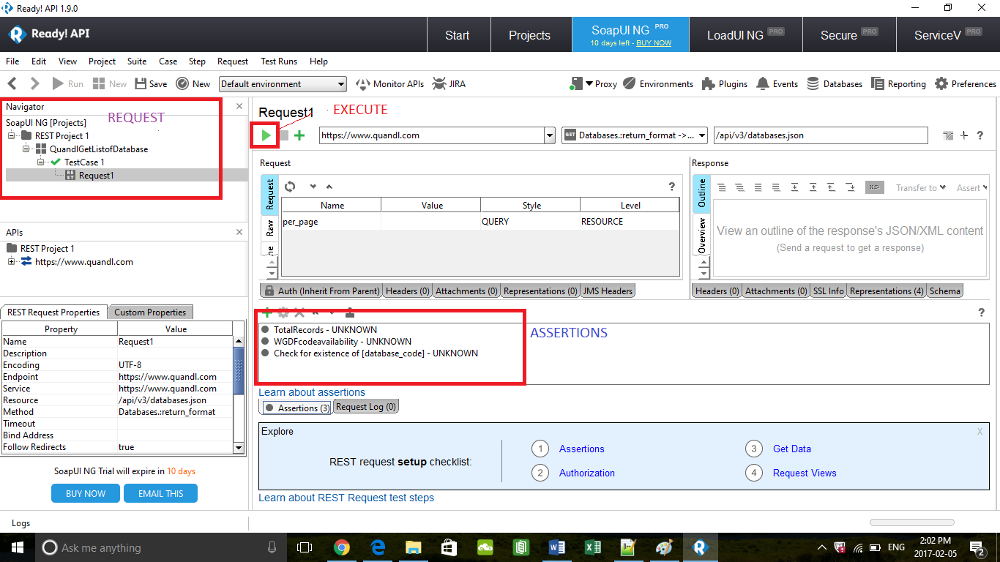 Ready! API 1.9.0
Ready! API
Start
Projects
SoapUI NG PRO
10 days left - BUY NOW
LoadUI NG PRO
Secure PRO
ServiceV PRO
File Edit View Project Suite Case Step Request Test Runs Help
Run New Save New Default environment Monitor APIs JIRA Proxy Environments Plugins Events Databases Reporting Preferences
Navigator
REQUEST
SoapUI NG [Projects]
REST Project 1
QuandlGetListofDatabase
TestCase 1
Request1
APIs
REST Project 1
https://www.quandl.com
REST Request Properties Custom Properties
Property Value
Name Request1
Description
Encoding UTF-8
Endpoint https://www.quandl.com
Service https://www.quandl.com
Resource /api/v3/databases.json
Method Databases.:return_format
Timeout
Bind Address
Follow Redirects true
SoapUI NG Trial will expire in 10 days
BUY NOW EMAIL THIS
Request1 EXECUTE
https://www.quandl.com GET Databases.:return_format ->... /api/v3/databases.json
Request
Request
Raw
Name Value Style Level
per_page QUERY RESOURCE
Auth (Inherit From Parent) Headers (0) Attachments (0) Representations (0) JMS Headers
Response
Outline
Overview
XS:
Transfer to Assert
View an outline of the response's JSON/XML content
(Send a request to get a response)
Headers (0) Attachments (0) SSL Info Representations (4) Schema
TotalRecords - UNKNOWN
WGDFcodeavailability - UNKNOWN
Check for existence of [database_code] - UNKNOWN
ASSERTIONS
Learn about assertions
Assertions (3) Request Log (0)
Explore X
REST request setup checklist:
1 Assertions
2 Authorization
3 Get Data
4 Request Views
Learn about REST Request test steps
Logs
Ask me anything
ENG
2:02 PM
2017-02-05
2